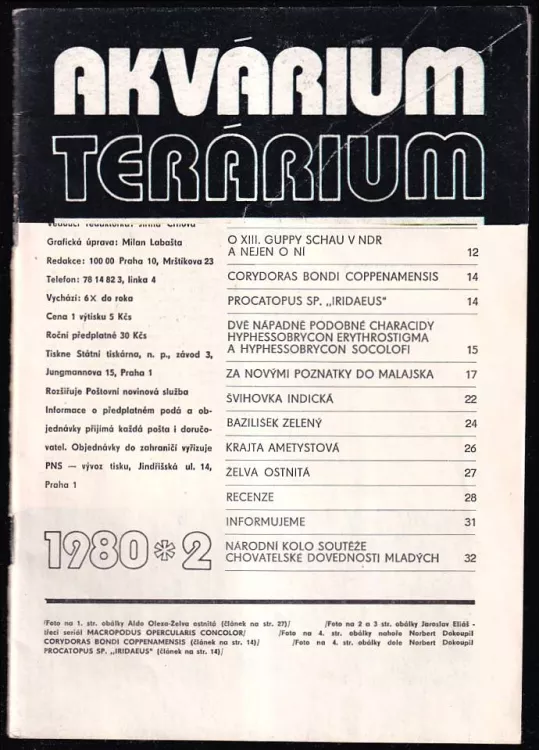 AKVÁRIUM
TERÁRIUM
Grafická úprava: Milan Labašta
Redakce: 100 00 Praha 10, Mrštíkova 23
Telefon: 78 14 82 3, linka 4
Vychází: 6X do roka
Cena 1 výtisku 5 Kčs
Roční předplatné 30 Kčs
Tiskne Státní tiskárna, n. p., závod 3,
Jungmannova 15, Praha 1
Rozšiřuje Poštovní novinová služba
Informace o předplatném podá a ob-
jednávky přijímá každá pošta i doručo-
vatel. Objednávky do zahraničí vyřizuje
PNS — vývoz tisku, Jindřišská ul. 14,
Praha 1
1980*2
O XIII. GUPPY SCHAU V NDR
A NEJEN O NÍ 12
CORYDORAS BONDI COPPENAMENSIS 14
PROCATOPUS SP. „IRIDAEUS" 14
DVĚ NÁPADNĚ PODOBNÉ CHARACIDY
HYPHESSOBRYCON ERYTHROSTIGMA
A HYPHESSOBRYCON SOCOLOFI 15
ZA NOVÝMI POZNATKY DO MALAJSKA 17
ŠVIHOVKA INDICKÁ 22
BAZILIŠEK ZELENÝ 24
KRAJTA AMETYSTOVÁ 26
ŽELVA OSTNITÁ 27
RECENZE 28
INFORMUJEME 31
NÁRODNÍ KOLO SOUTĚŽE
CHOVATELSKÉ DOVEDNOSTI MLADÝCH 32
/Foto na 1. str. obálky Aldo Olexa-Želva ostnitá (článek na str. 27)/ /Foto na 2 a 3 str. obálky Jaroslav Eliáš -
třecí seriál MACROPODUS OPERCULARIS CONCOLOR/ /Foto na 4. str. obálky nahoře Norbert Dokoupil
CORYDORAS BONDI COPPENAMENSIS (článek na str. 14)/ /Foto na 4. str. obálky dole Norbert Dokoupil
PROCATOPUS SP. „IRIDAEUS" (článek na str. 14)/